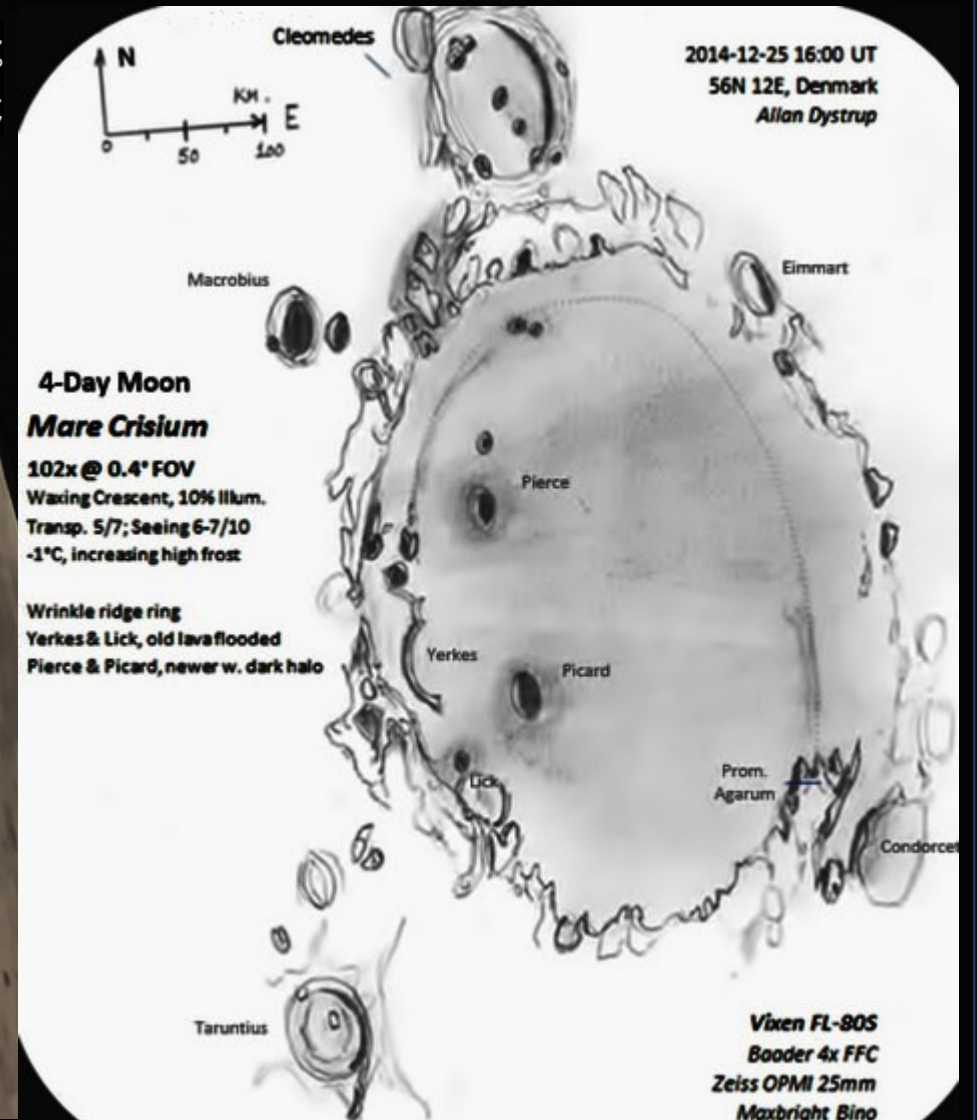 Cleomedes
N
KM.
E
0 50 100
2014-12-25 16:00 UT
56N 12E, Denmark
Allan Dystrup
Macrobius
Eimmart
4-Day Moon
Mare Crisium
102x @ 0.4° FOV
Waxing Crescent, 10% Illum.
Transp. 5/7; Seeing 6-7/10
-1°C, increasing high frost
Pierce
Wrinkle ridge ring
Yerkes & Lick, old lava flooded
Pierce & Picard, newer w. dark halo
Yerkes
Picard
Lick
Prom.
Agarum
Condorcet
Taruntius
Vixen FL-80S
Baader 4x FFC
Zeiss OPMI 25mm
Maxbright Bino